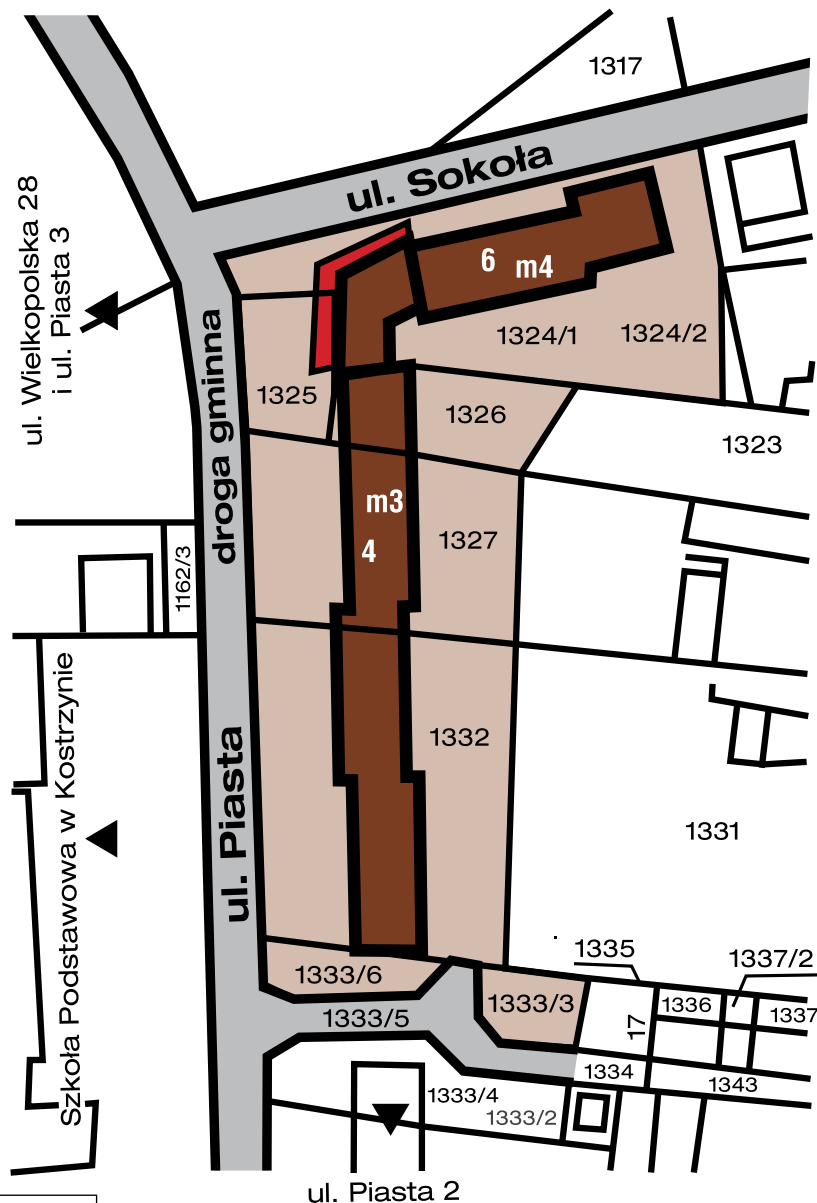 1317
ul. Sokoła
ul. Wielkopolska 28
i ul. Piasta 3
6 m4
1324/1
1324/2
1325
1326
1323
droga gminna
m3
4
1327
1162/3
1332
ul. Piasta
Szkoła Podstawowa w Kostrzynie
1331
1335
1337/2
1333/6
1333/3
1336
1337
1333/5
17
1334
1343
1333/4
1333/2
ul. Piasta 2